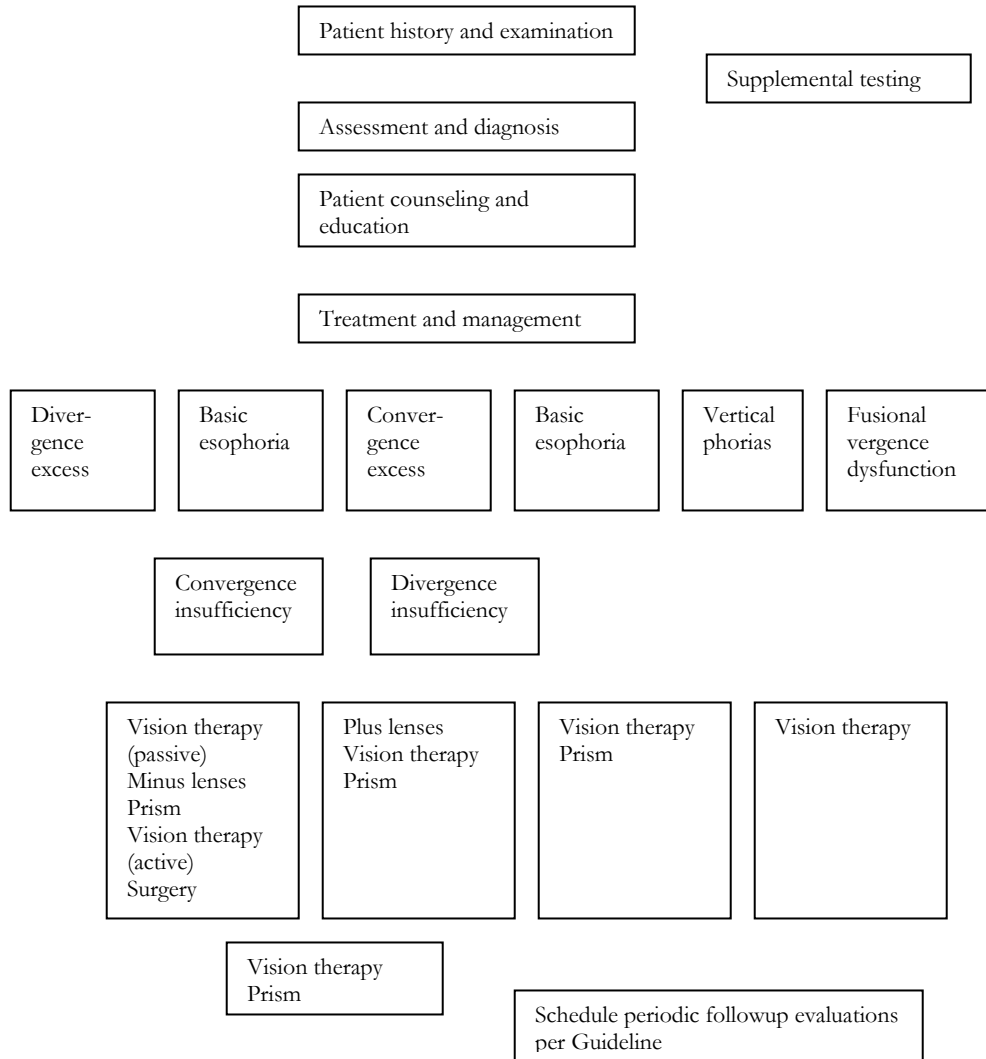 Patient history and examination
Supplemental testing
Assessment and diagnosis
Patient counseling and
education
Treatment and management
Diver-
gence
excess
Basic
esophoria
Conver-
gence
excess
Basic
esophoria
Vertical
phorias
Fusional
vergence
dysfunction
Convergence
insufficiency
Divergence
insufficiency
Vision therapy
(passive)
Minus lenses
Prism
Vision therapy
(active)
Surgery
Plus lenses
Vision therapy
Prism
Vision therapy
Prism
Vision therapy
Vision therapy
Prism
Schedule periodic followup evaluations
per Guideline